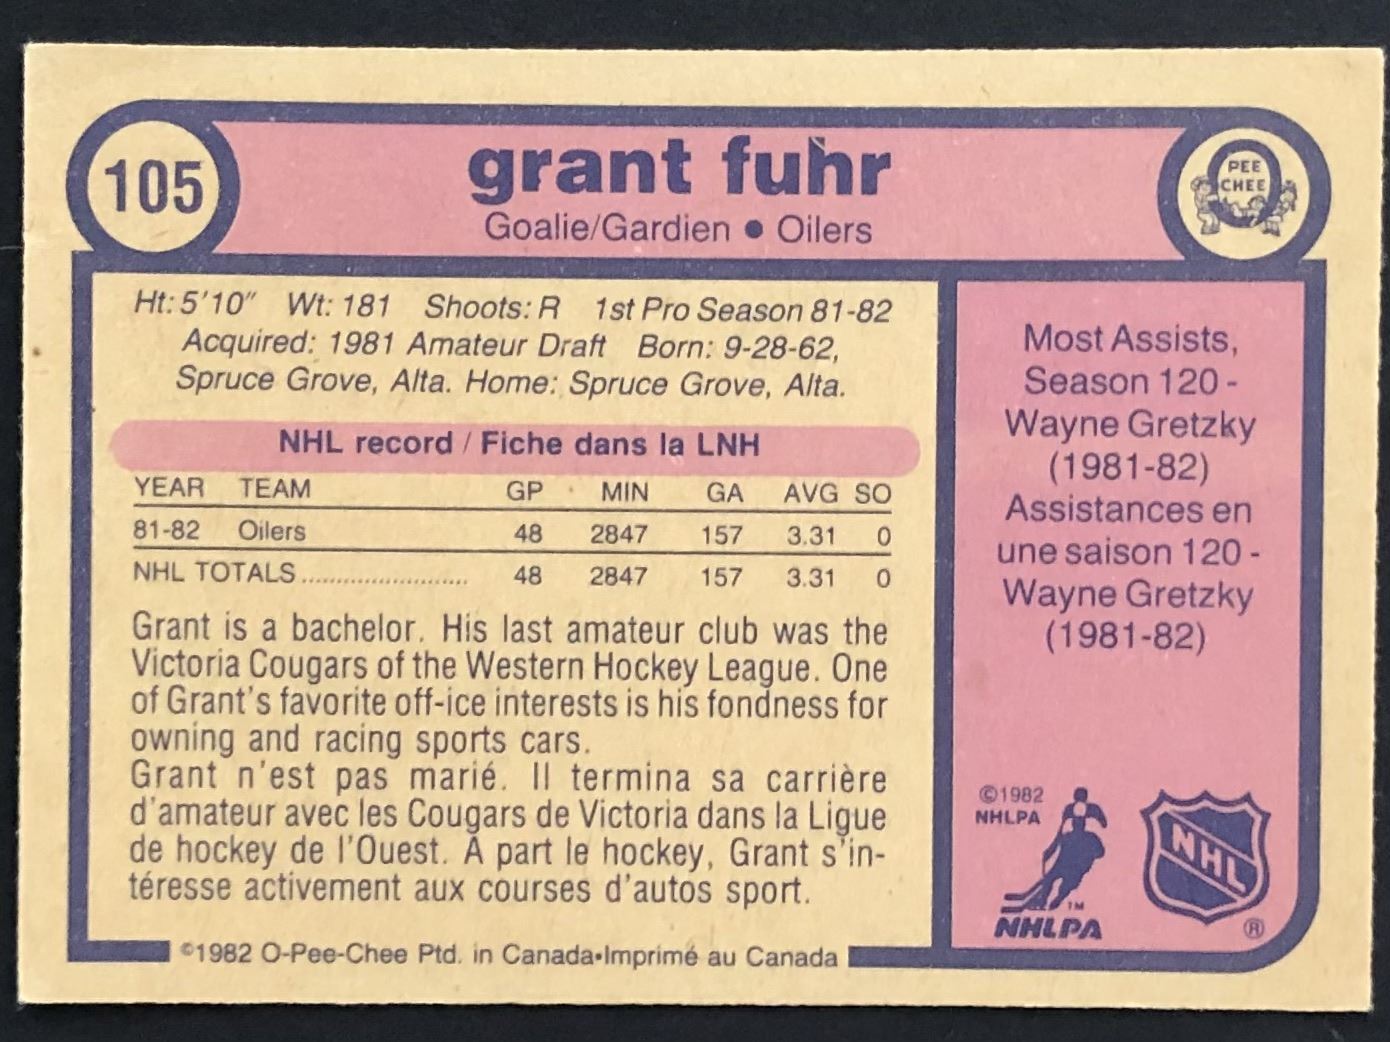 105
grant fuhr
Goalie/Gardien • Oilers
PEE
CHEE
Ht: 5'10" Wt: 181 Shoots: R 1st Pro Season 81-82
Acquired: 1981 Amateur Draft Born: 9-28-62,
Spruce Grove, Alta. Home: Spruce Grove, Alta.
NHL record / Fiche dans la LNH
YEAR TEAM GP MIN GA AVG SO
81-82 Oilers 48 2847 157 3.31 0
NHL TOTALS........................ 48 2847 157 3.31 0
Grant is a bachelor. His last amateur club was the
Victoria Cougars of the Western Hockey League. One
of Grant's favorite off-ice interests is his fondness for
owning and racing sports cars.
Grant n'est pas marié. Il termina sa carrière
d'amateur avec les Cougars de Victoria dans la Ligue
de hockey de l'Ouest. A part le hockey, Grant s'in-
téresse activement aux courses d'autos sport.
©1982 O-Pee-Chee Ptd. in Canada•Imprimé au Canada
Most Assists,
Season 120 -
Wayne Gretzky
(1981-82)
Assistances en
une saison 120 -
Wayne Gretzky
(1981-82)
©1982
NHLPA
TM
NHLPA
NHL
®